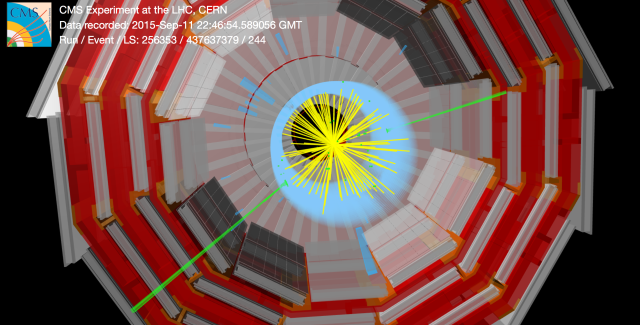 CMS
CMS Experiment at the LHC, CERN
Data recorded: 2015-Sep-11 22:46:54.589056 GMT
Run / Event / LS: 256353 / 437637379 / 244